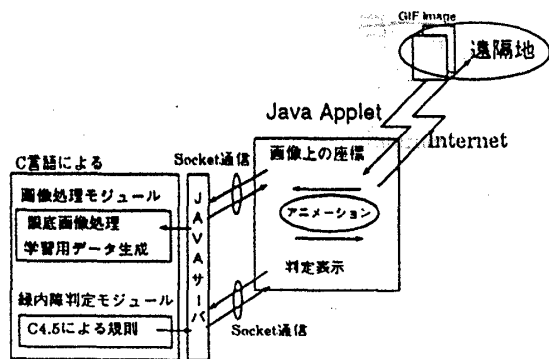 GIF Image
遠隔地
Java Applet
Internet
C言語による
Socket通信
画像上の座標
画像処理モジュール
眼底画像処理
学習用データ生成
JAVAサーバ
アニメーション
判定表示
緑内障判定モジュール
C4.5による規則
Socket通信